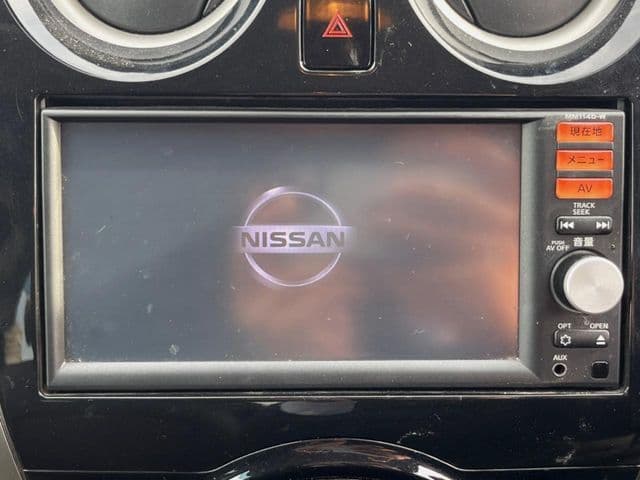 MM114D-W
現在地
メニュー
AV
TRACK
SEEK
NISSAN
PUSH
AV OFF
音量
OPT
OPEN
AUX